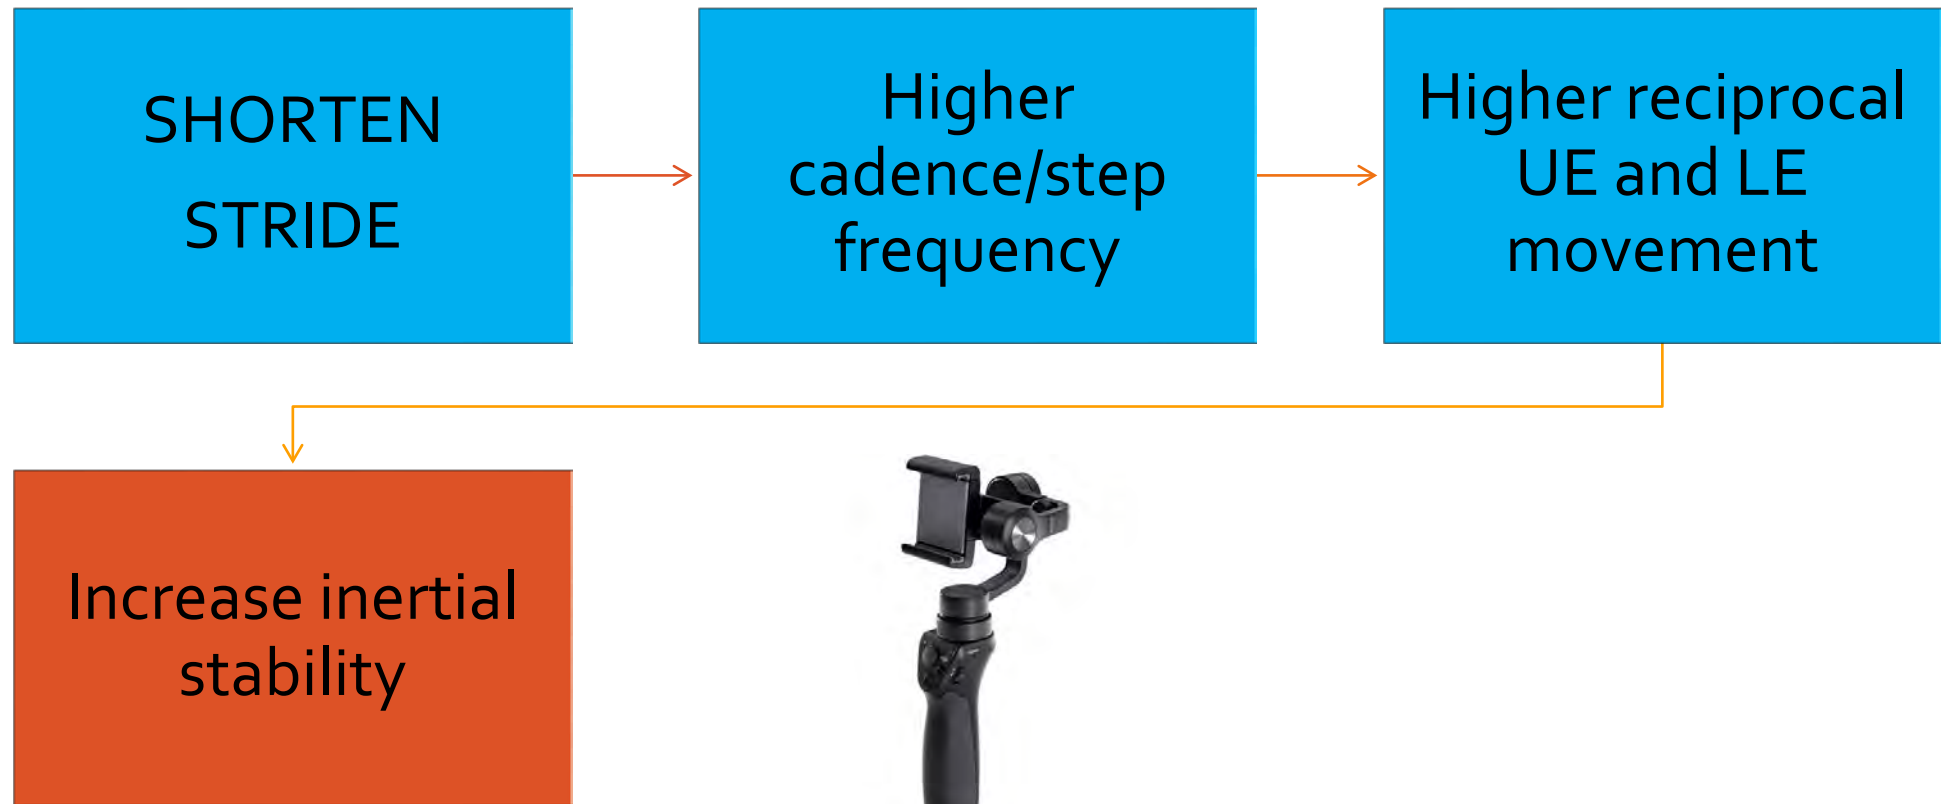 SHORTEN
STRIDE
Higher
cadence/step
frequency
Higher reciprocal
UE and LE
movement
Increase inertial
stability